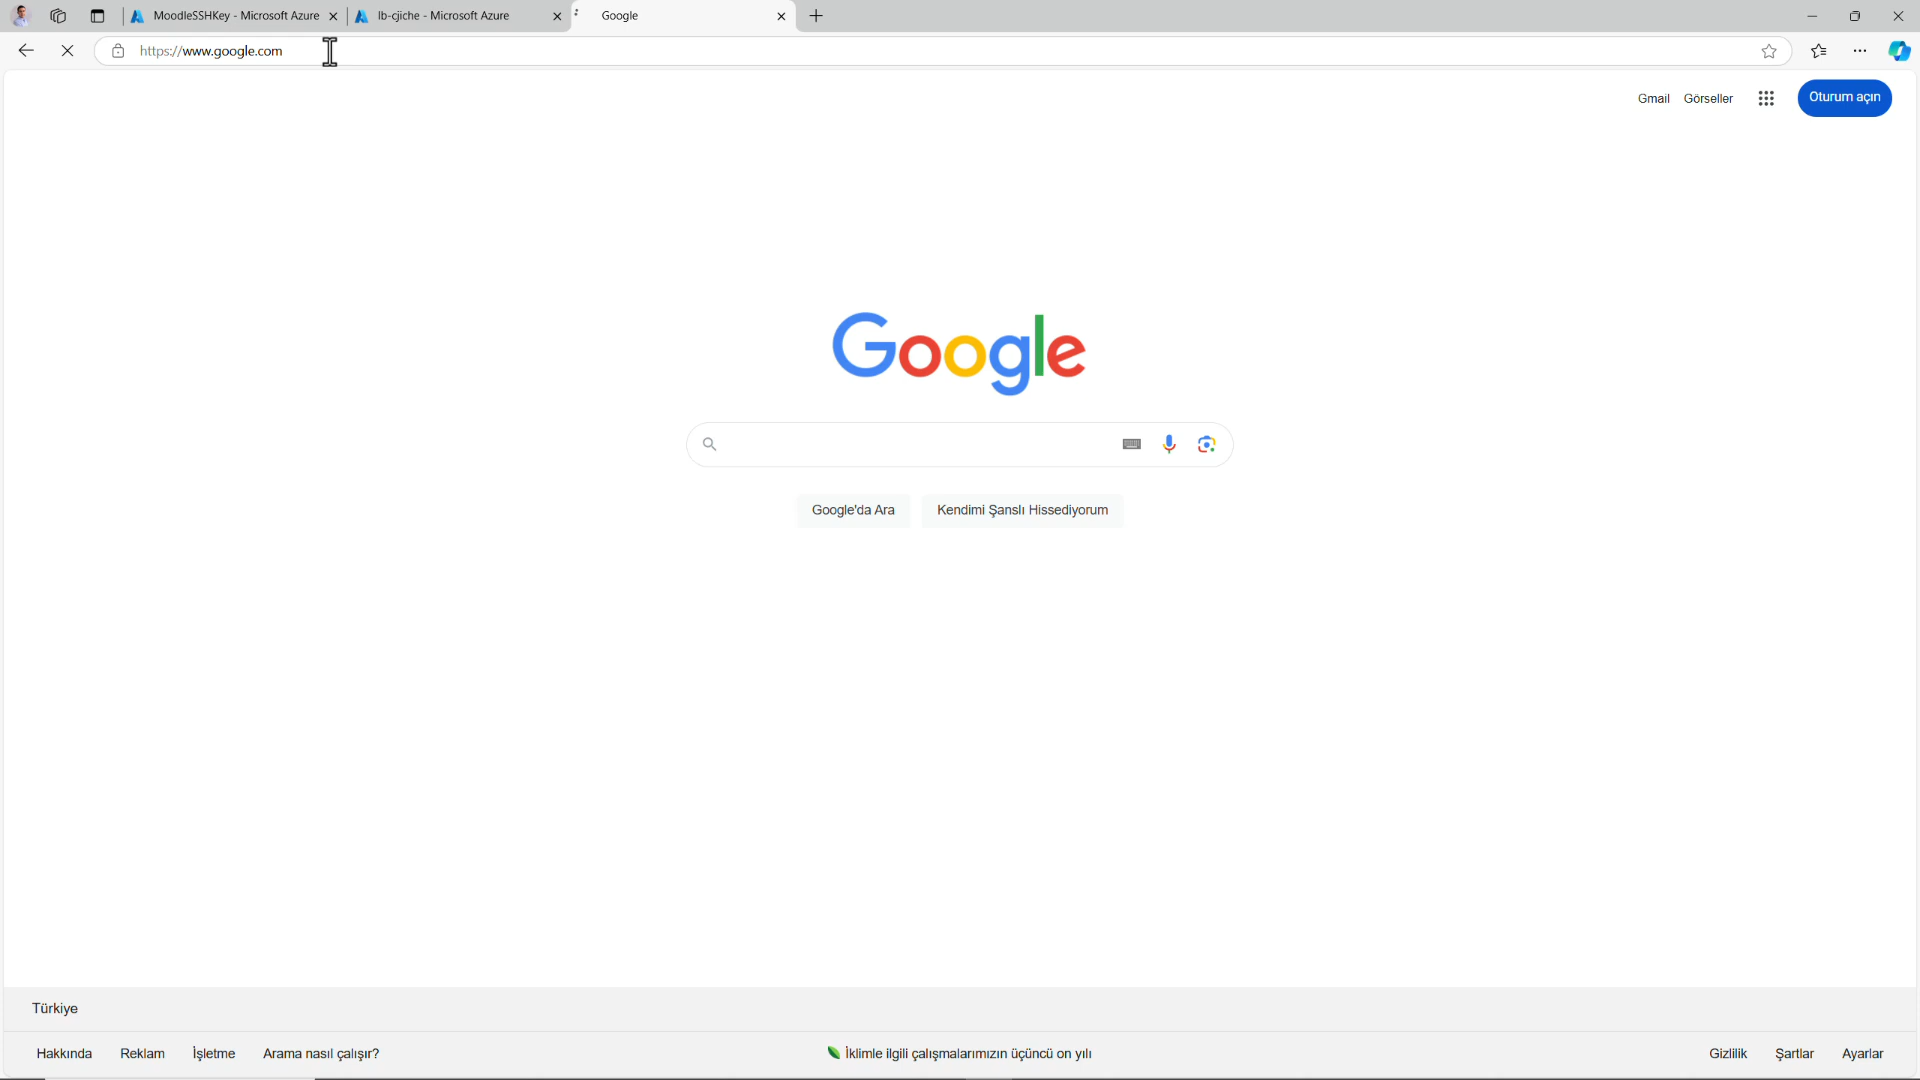 MoodleSSHKey - Microsoft Azure
lb-cjiche - Microsoft Azure
Google
https://www.google.com
Gmail
Görseller
Oturum açın
Google
Google'da Ara
Kendimi Şanslı Hissediyorum
Türkiye
Hakkında
Reklam
İşletme
Arama nasıl çalışır?
İklimle ilgili çalışmalarımızın üçüncü on yılı
Gizlilik
Şartlar
Ayarlar